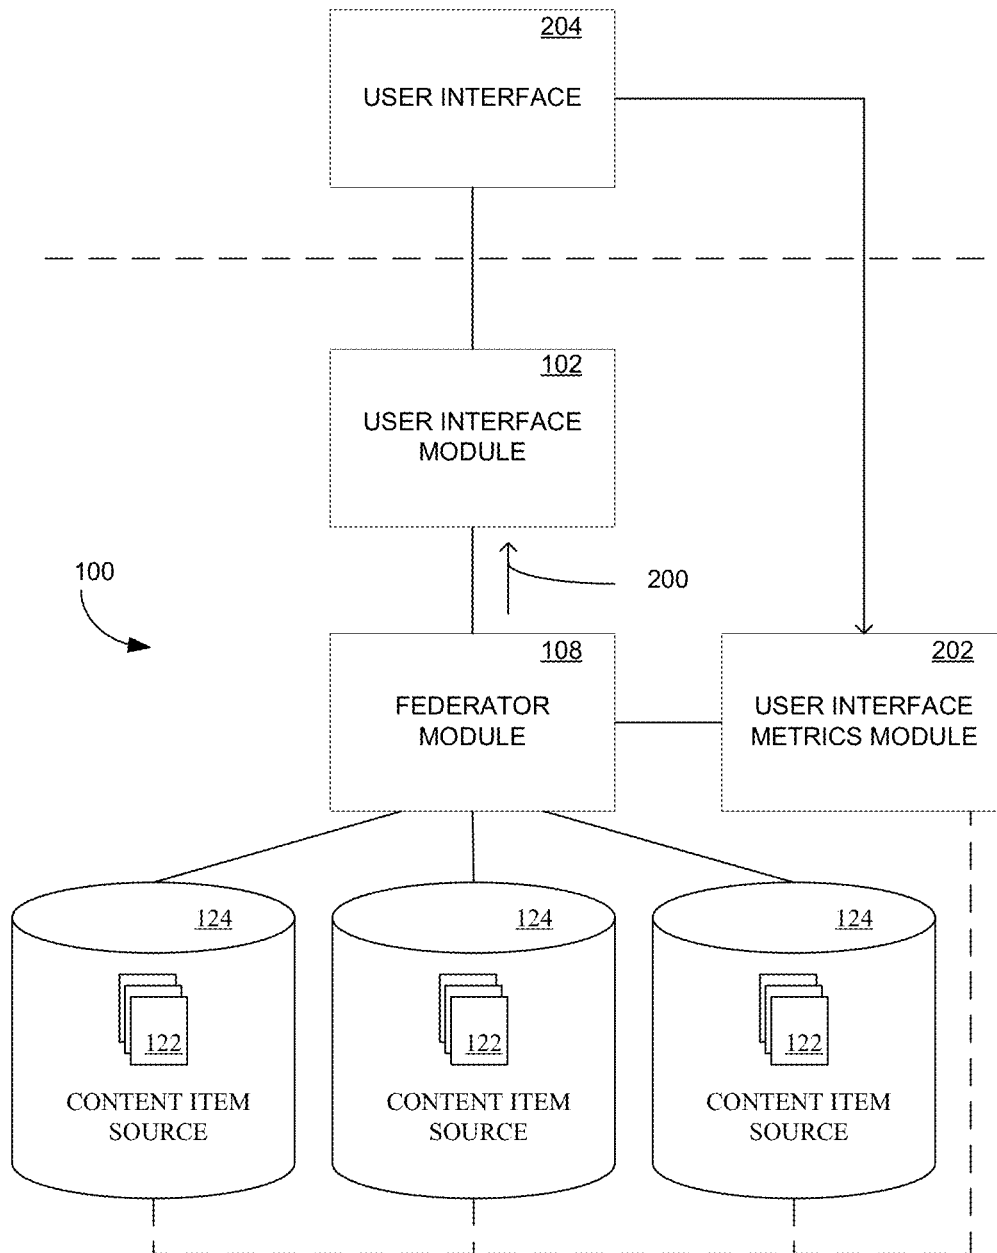 204
USER INTERFACE
102
USER INTERFACE
MODULE
100
200
108
FEDERATOR
MODULE
202
USER INTERFACE
METRICS MODULE
124
122
CONTENT ITEM
SOURCE
124
122
CONTENT ITEM
SOURCE
124
122
CONTENT ITEM
SOURCE